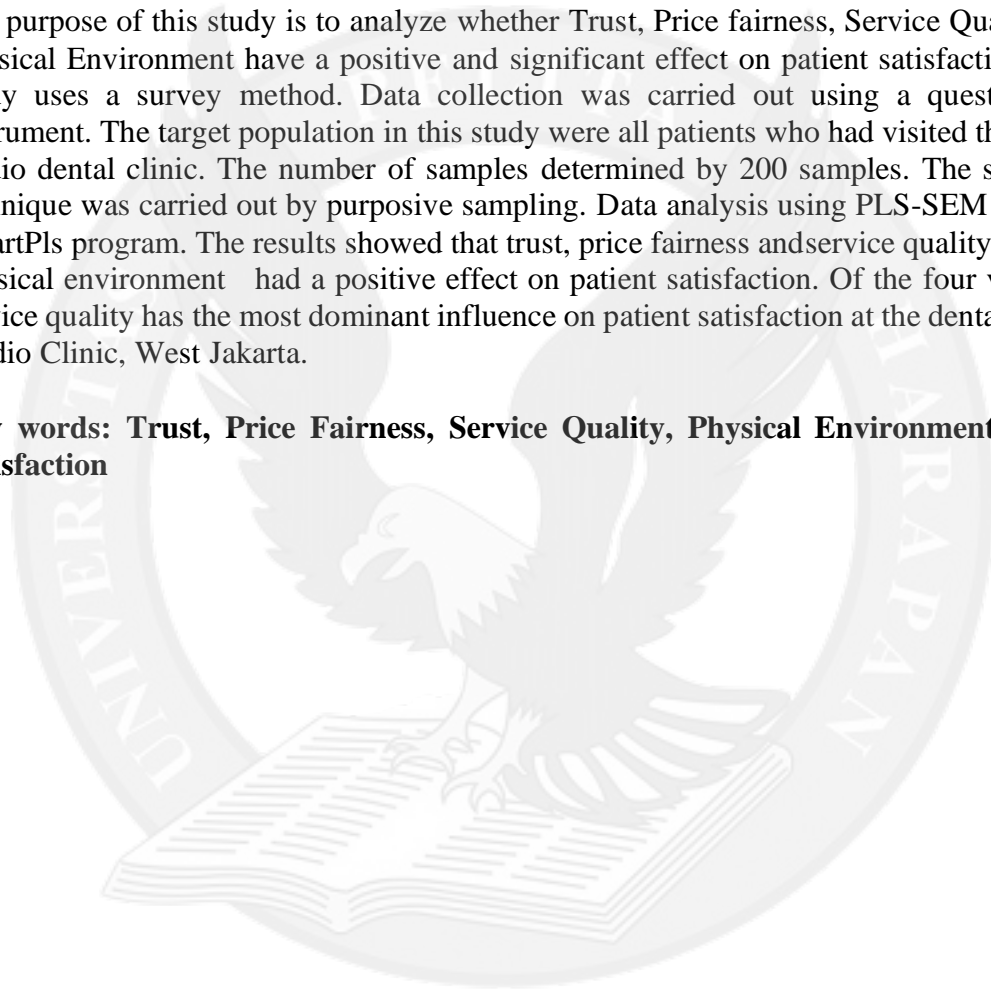 purpose of this study is to analyze whether Trust, Price fairness, Service Qua
sical Environment have a positive and significant effect on patient satisfacti
y uses a survey method. Data collection was carried out using a quest
rument. The target population in this study were all patients who had visited th
dio dental clinic. The number of samples determined by 200 samples. The s
nique was carried out by purposive sampling. Data analysis using PLS-SEM
artPls program. The results showed that trust, price fairness andservice quality
sical environment had a positive effect on patient satisfaction. Of the four v
vice quality has the most dominant influence on patient satisfaction at the denta
dio Clinic, West Jakarta.
words: Trust, Price Fairness, Service Quality, Physical Environment
sfaction
UNIVERSITAS PELITA HARAPAN